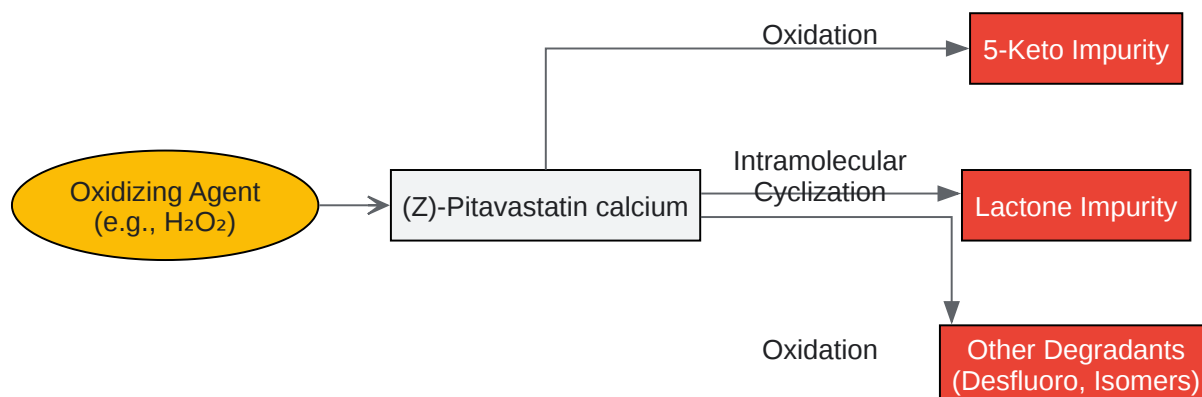 Oxidation
5-Keto Impurity
Oxidizing Agent
(e.g., H₂O₂)
(Z)-Pitavastatin calcium
Intramolecular
Cyclization
Lactone Impurity
Oxidation
Other Degradants
(Desfluoro, Isomers)